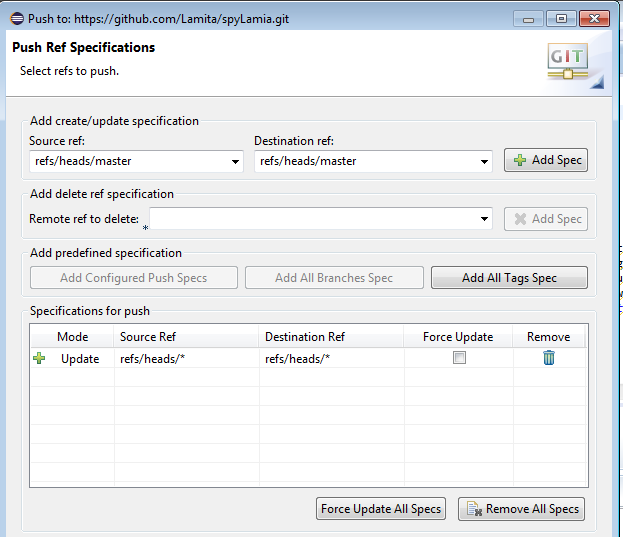 Push to: https://github.com/Lamita/spyLamia.git
Push Ref Specifications
Select refs to push.
GIT
Add create/update specification
Source ref: Destination ref:
refs/heads/master refs/heads/master Add Spec
Add delete ref specification
Remote ref to delete: * Add Spec
Add predefined specification
Add Configured Push Specs Add All Branches Spec Add All Tags Spec
Specifications for push
Mode Source Ref Destination Ref Force Update Remove
Update refs/heads/* refs/heads/*
Force Update All Specs Remove All Specs